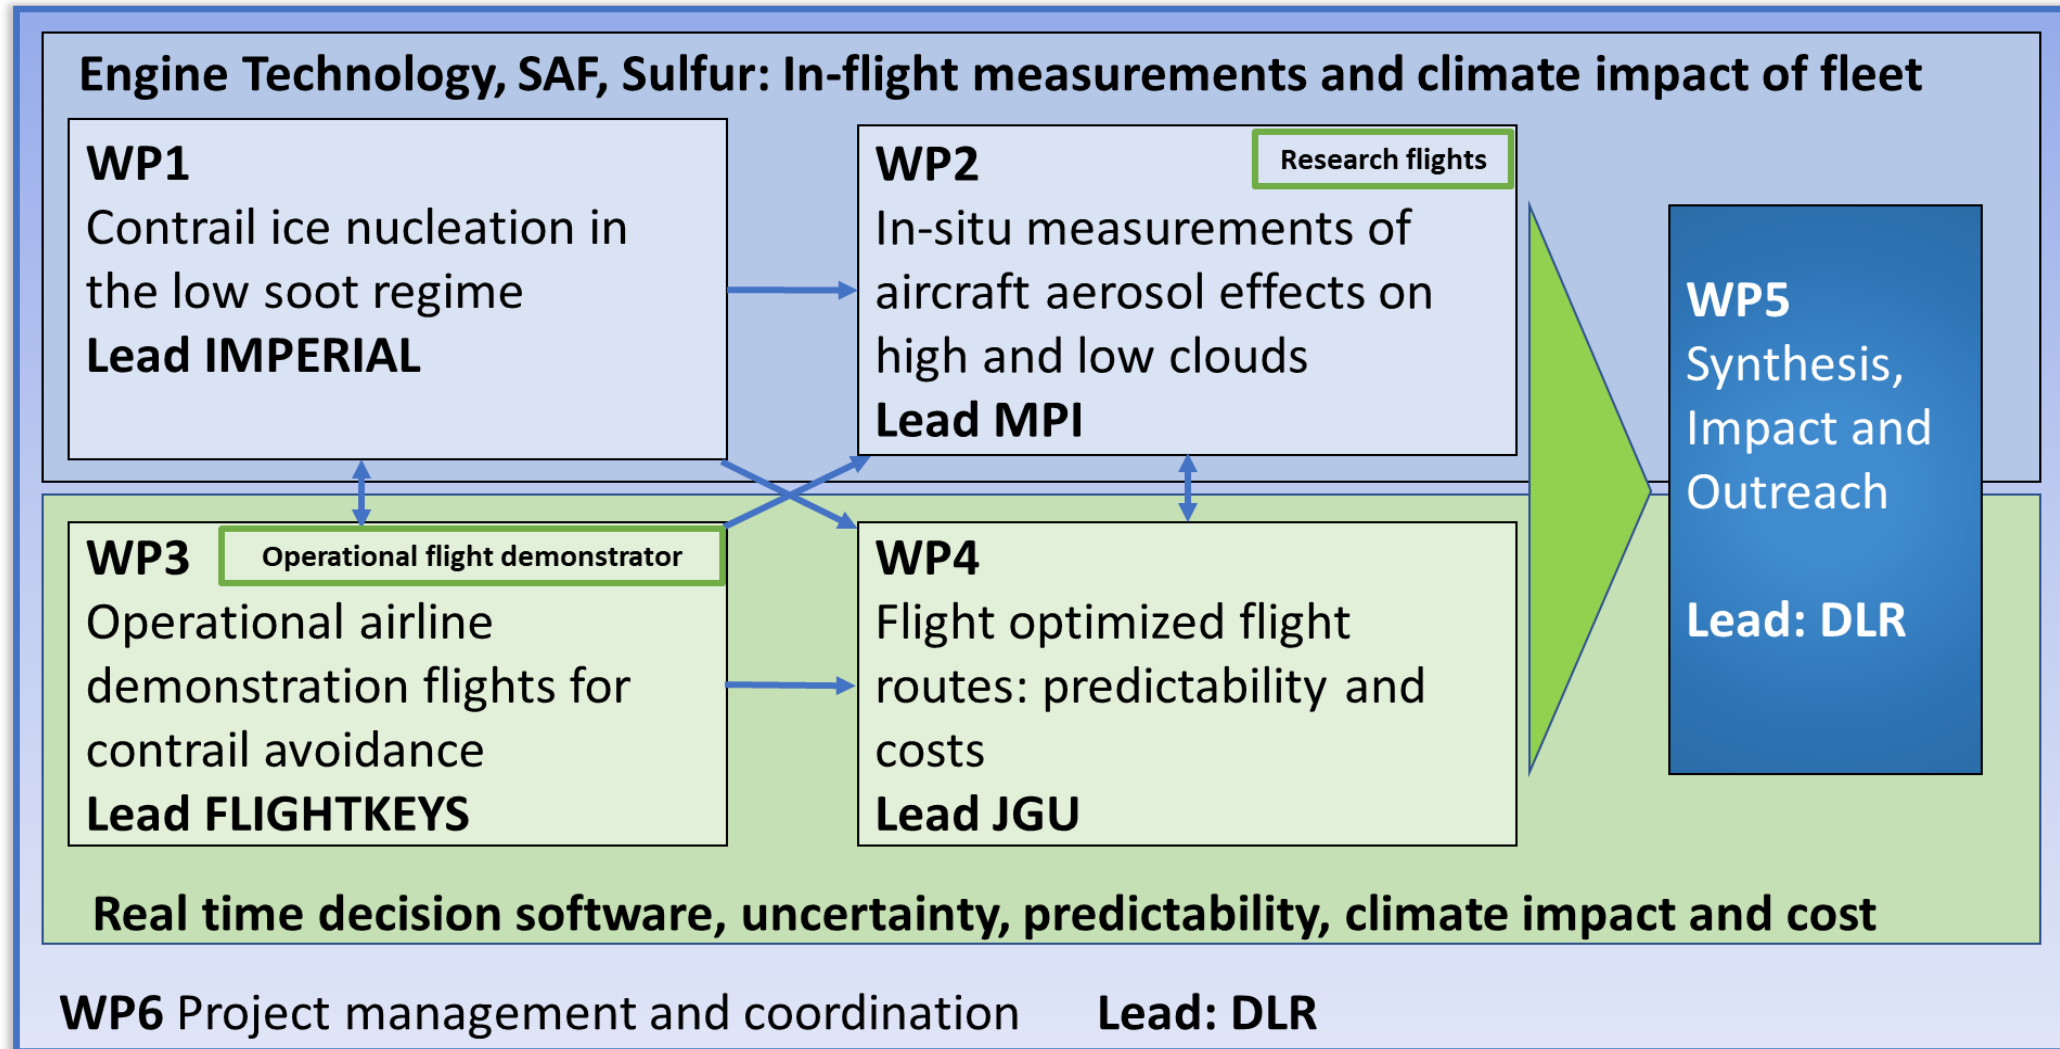 Engine Technology, SAF, Sulfur: In-flight measurements and climate impact of fleet
WP1
Contrail ice nucleation in
the low soot regime
Lead IMPERIAL
WP2
Research flights
In-situ measurements of
aircraft aerosol effects on
high and low clouds
Lead MPI
WP3
Operational flight demonstrator
Operational airline
demonstration flights for
contrail avoidance
Lead FLIGHTKEYS
WP4
Flight optimized flight
routes: predictability and
costs
Lead JGU
WP5
Synthesis,
Impact and
Outreach
Lead: DLR
Real time decision software, uncertainty, predictability, climate impact and cost
WP6 Project management and coordination Lead: DLR